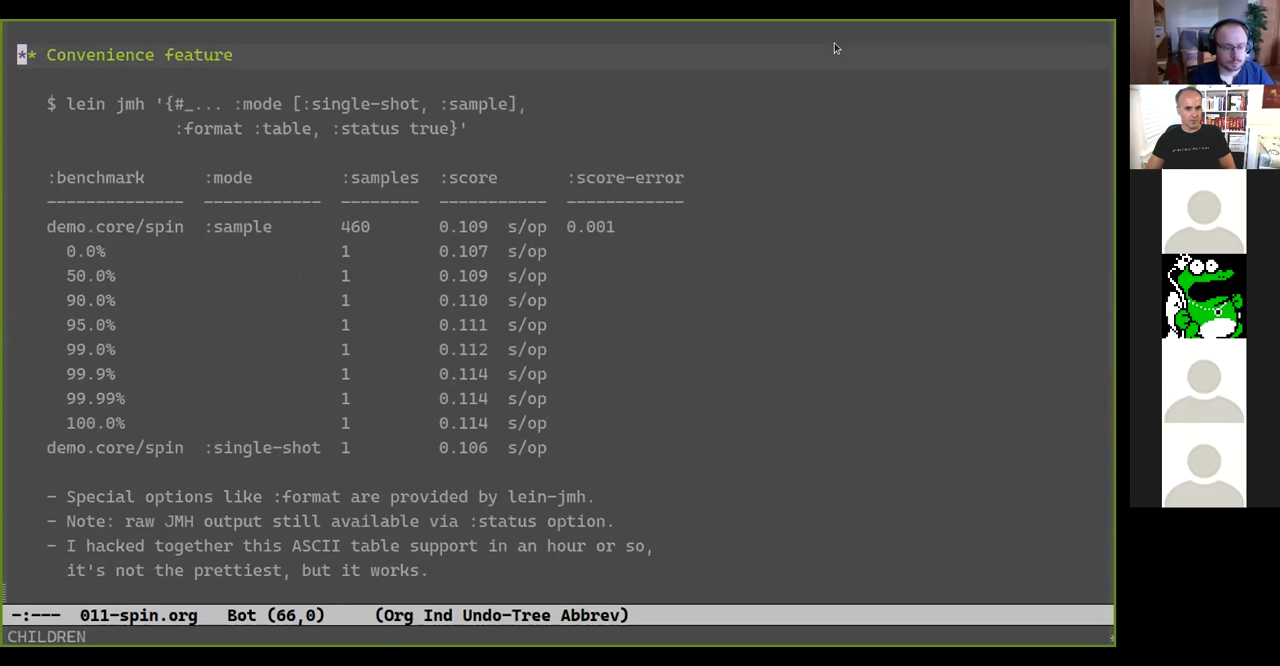 ** Convenience feature
$ lein jmh '{#_... :mode [:single-shot, :sample],
:format :table, :status true}'
:benchmark :mode :samples :score :score-error
-------------- ------------ -------- ----------- ------------
demo.core/spin :sample 460 0.109 s/op 0.001
0.0% 1 0.107 s/op
50.0% 1 0.109 s/op
90.0% 1 0.110 s/op
95.0% 1 0.111 s/op
99.0% 1 0.112 s/op
99.9% 1 0.114 s/op
99.99% 1 0.114 s/op
100.0% 1 0.114 s/op
demo.core/spin :single-shot 1 0.106 s/op
- Special options like :format are provided by lein-jmh.
- Note: raw JMH output still available via :status option.
- I hacked together this ASCII table support in an hour or so,
it's not the prettiest, but it works.
-:--- 011-spin.org Bot (66,0) (Org Ind Undo-Tree Abbrev)
CHILDREN